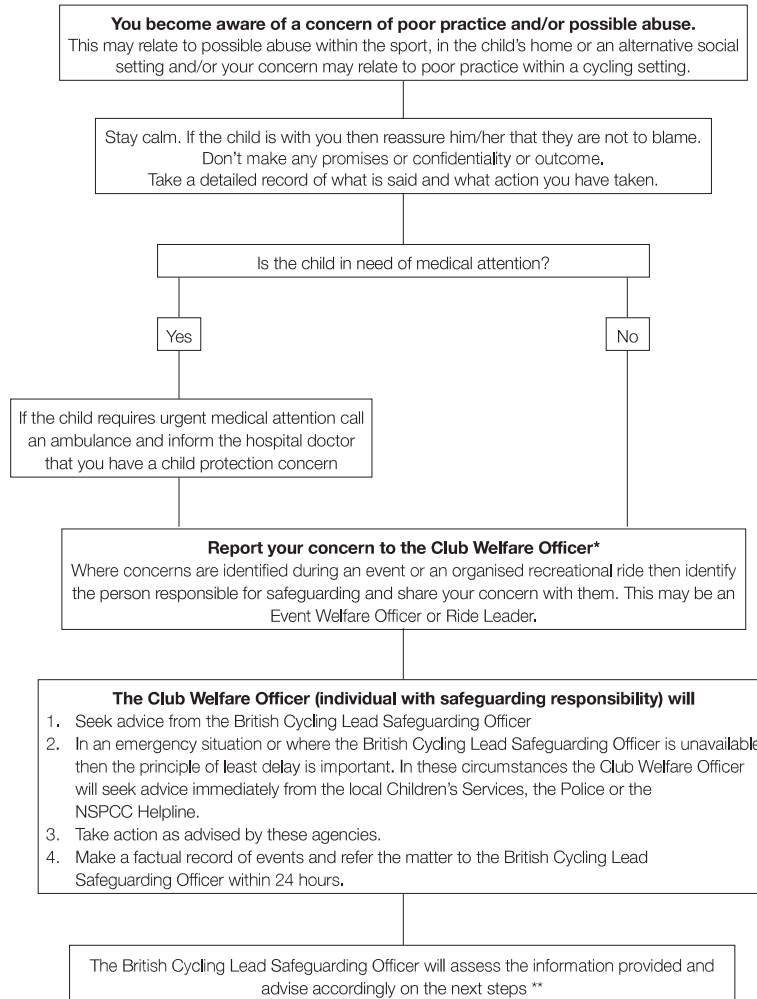 You become aware of a concern of poor practice and/or possible abuse.
This may relate to possible abuse within the sport, in the child's home or an alternative social
setting and/or your concern may relate to poor practice within a cycling setting.
Stay calm. If the child is with you then reassure him/her that they are not to blame.
Don't make any promises or confidentiality or outcome.
Take a detailed record of what is said and what action you have taken.
Is the child in need of medical attention?
Yes
No
If the child requires urgent medical attention call
an ambulance and inform the hospital doctor
that you have a child protection concern
Report your concern to the Club Welfare Officer*
Where concerns are identified during an event or an organised recreational ride then identify
the person responsible for safeguarding and share your concern with them. This may be an
Event Welfare Officer or Ride Leader.
The Club Welfare Officer (individual with safeguarding responsibility) will
1. Seek advice from the British Cycling Lead Safeguarding Officer
2. In an emergency situation or where the British Cycling Lead Safeguarding Officer is unavailable
then the principle of least delay is important. In these circumstances the Club Welfare Officer
will seek advice immediately from the local Children's Services, the Police or the
NSPCC Helpline.
3. Take action as advised by these agencies.
4. Make a factual record of events and refer the matter to the British Cycling Lead
Safeguarding Officer within 24 hours.
The British Cycling Lead Safeguarding Officer will assess the information provided and
advise accordingly on the next steps **